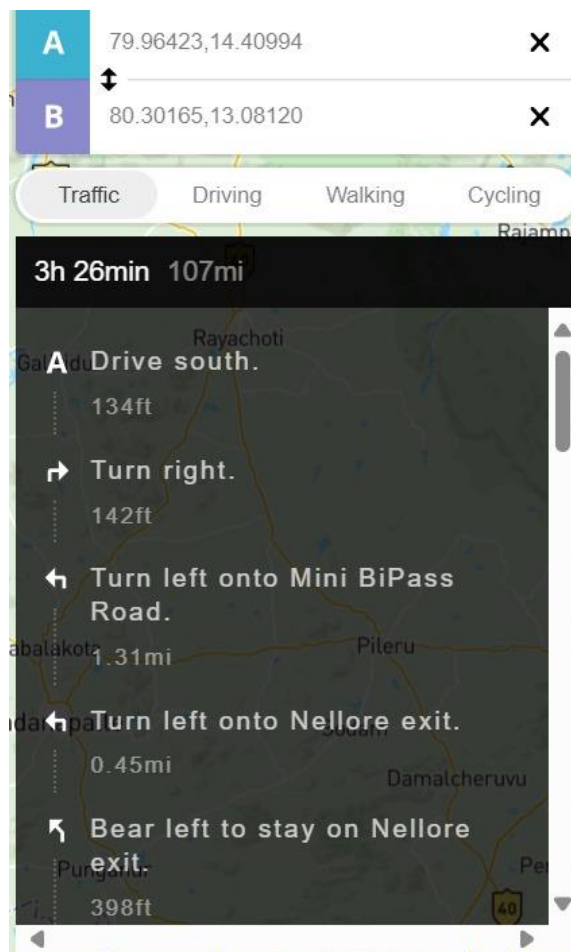 A
79.96423,14.40994
B
80.30165,13.08120
Traffic Driving Walking Cycling
Rajamp
3h 26min 107mi
Rayachoti
A Drive south.
134ft
Turn right.
142ft
Turn left onto Mini BiPass
Road.
1.31mi
Pileru
Turn left onto Nellore exit.
0.45mi
Damalcheruvu
Bear left to stay on Nellore
exit.
398ft
40